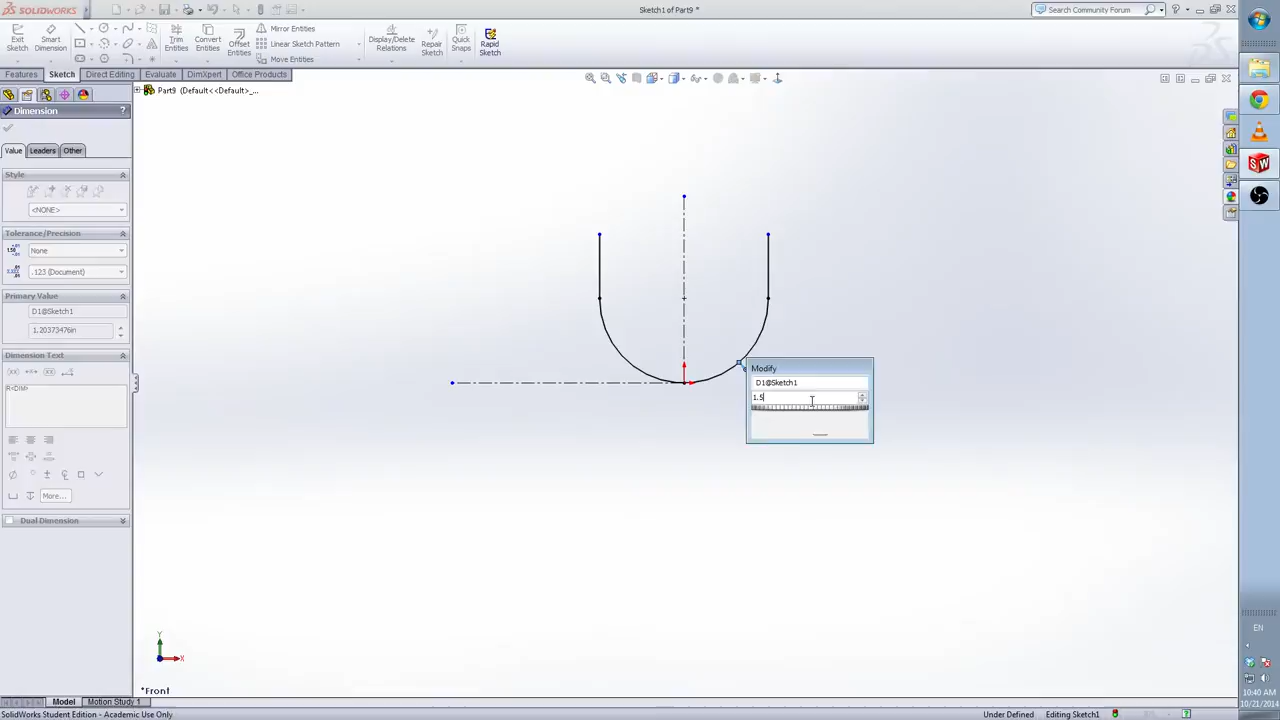 SOLIDWORKS
Sketch1 of Part9 *
Search Community Forum
Exit Sketch
Smart Dimension
Trim Entities
Convert Entities
Offset Entities
Mirror Entities
Linear Sketch Pattern
Move Entities
Display/Delete Relations
Repair Sketch
Quick Snaps
Rapid Sketch
Features
Sketch
Direct Editing
Evaluate
DimXpert
Office Products
Part9 (Default<<Default>_...
Dimension
?
Value
Leaders
Other
Style
<NONE>
Tolerance/Precision
None
.123 (Document)
Primary Value
D1@Sketch1
1.20373476in
Dimension Text
R<DIM>
More...
Dual Dimension
Modify
D1@Sketch1
1.5
Y
X
*Front
Model
Motion Study 1
SolidWorks Student Edition - Academic Use Only
Under Defined
Editing Sketch1
EN
10:40 AM
10/21/2014